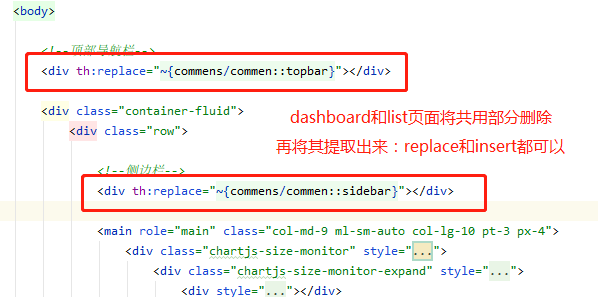 <body>
<!--顶部导航栏-->
<div th:replace="~{commens/commen::topbar}"></div>
<div class="container-fluid">
dashboard和list页面将共用部分删除
<div class="row">
再将其提取出来：replace和insert都可以
<!--侧边栏-->
<div th:replace="~{commens/commen::sidebar}"></div>
<main role="main" class="col-md-9 ml-sm-auto col-lg-10 pt-3 px-4">
<div class="chartjs-size-monitor" style="...">
<div class="chartjs-size-monitor-expand" style="...">
<div style="..."></div>